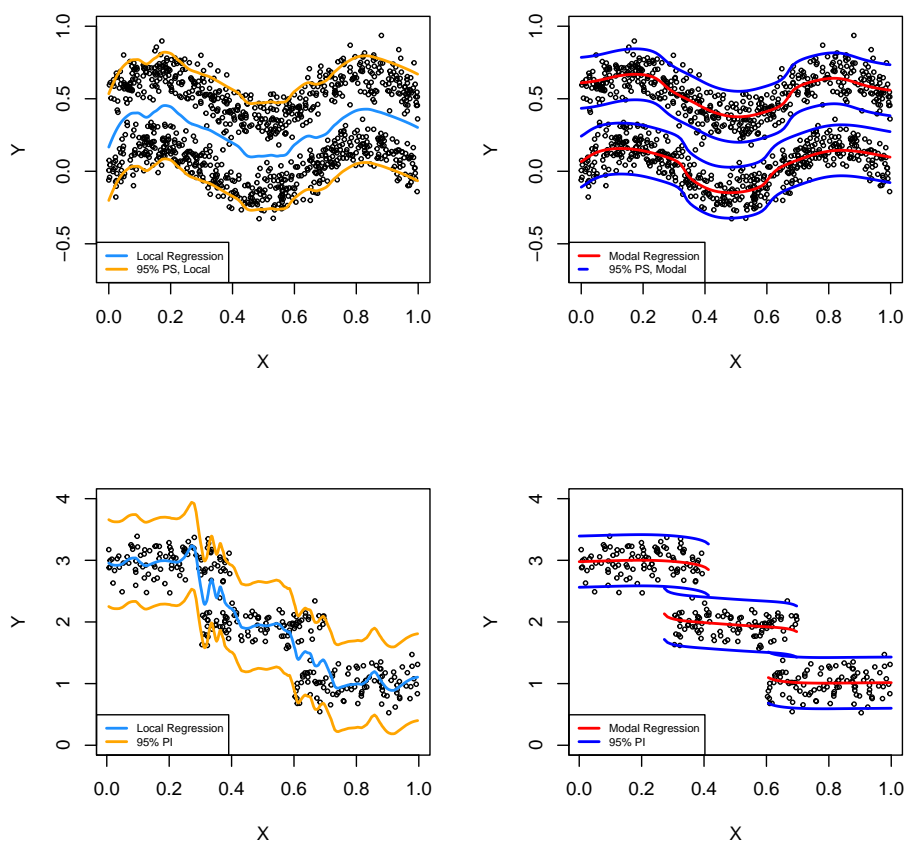 1.0
0.5
0.0
−0.5
Y
Local Regression
95% PS, Local
0.0 0.2 0.4 0.6 0.8 1.0
X
1.0
0.5
0.0
−0.5
Y
Modal Regression
95% PS, Modal
0.0 0.2 0.4 0.6 0.8 1.0
X
4
3
2
1
0
Y
Local Regression
95% PI
0.0 0.2 0.4 0.6 0.8 1.0
X
4
3
2
1
0
Y
Modal Regression
95% PI
0.0 0.2 0.4 0.6 0.8 1.0
X